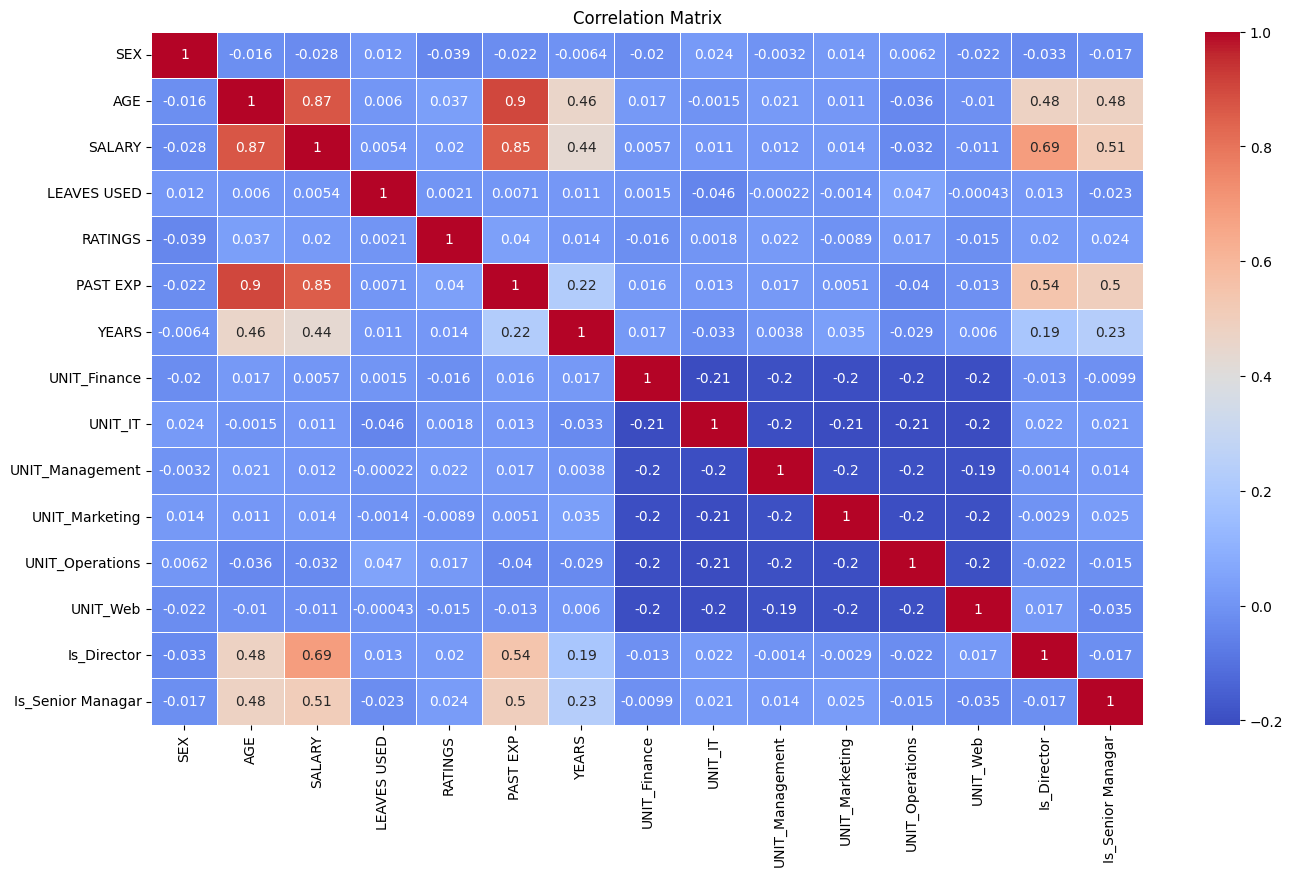 Correlation Matrix
SEX 1 -0.016 -0.028 0.012 -0.039 -0.022 -0.0064 -0.02 0.024 -0.0032 0.014 0.0062 -0.022 -0.033 -0.017
AGE -0.016 1 0.87 0.006 0.037 0.9 0.46 0.017 -0.0015 0.021 0.011 -0.036 -0.01 0.48 0.48
SALARY -0.028 0.87 1 0.0054 0.02 0.85 0.44 0.0057 0.011 0.012 0.014 -0.032 -0.011 0.69 0.51
LEAVES USED 0.012 0.006 0.0054 1 0.0021 0.0071 0.011 0.0015 -0.046 -0.00022 -0.0014 0.047 -0.00043 0.013 -0.023
RATINGS -0.039 0.037 0.02 0.0021 1 0.04 0.014 -0.016 0.0018 0.022 -0.0089 0.017 -0.015 0.02 0.024
PAST EXP -0.022 0.9 0.85 0.0071 0.04 1 0.22 0.016 0.013 0.017 0.0051 -0.04 -0.013 0.54 0.5
YEARS -0.0064 0.46 0.44 0.011 0.014 0.22 1 0.017 -0.033 0.0038 0.035 -0.029 0.006 0.19 0.23
UNIT_Finance -0.02 0.017 0.0057 0.0015 -0.016 0.016 0.017 1 -0.21 -0.2 -0.2 -0.2 -0.2 -0.013 -0.0099
UNIT_IT 0.024 -0.0015 0.011 -0.046 0.0018 0.013 -0.033 -0.21 1 -0.2 -0.21 -0.21 -0.2 0.022 0.021
UNIT_Management -0.0032 0.021 0.012 -0.00022 0.022 0.017 0.0038 -0.2 -0.2 1 -0.2 -0.2 -0.19 -0.0014 0.014
UNIT_Marketing 0.014 0.011 0.014 -0.0014 -0.0089 0.0051 0.035 -0.2 -0.21 -0.2 1 -0.2 -0.2 -0.0029 0.025
UNIT_Operations 0.0062 -0.036 -0.032 0.047 0.017 -0.04 -0.029 -0.2 -0.21 -0.2 -0.2 1 -0.2 -0.022 -0.015
UNIT_Web -0.022 -0.01 -0.011 -0.00043 -0.015 -0.013 0.006 -0.2 -0.2 -0.19 -0.2 -0.2 1 0.017 -0.035
Is_Director -0.033 0.48 0.69 0.013 0.02 0.54 0.19 -0.013 0.022 -0.0014 -0.0029 -0.022 0.017 1 -0.017
Is_Senior Managar -0.017 0.48 0.51 -0.023 0.024 0.5 0.23 -0.0099 0.021 0.014 0.025 -0.015 -0.035 -0.017 1
SEX
AGE
SALARY
LEAVES USED
RATINGS
PAST EXP
YEARS
UNIT_Finance
UNIT_IT
UNIT_Management
UNIT_Marketing
UNIT_Operations
UNIT_Web
Is_Director
Is_Senior Managar
1.0
0.8
0.6
0.4
0.2
0.0
−0.2